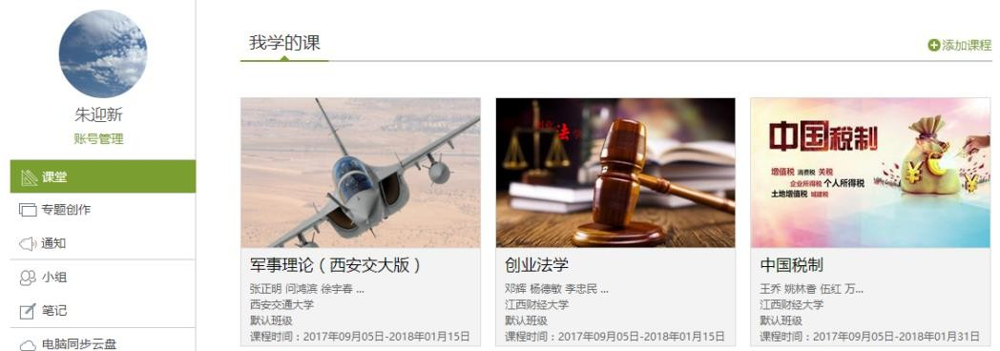 朱迎新
账号管理
课堂
专题创作
通知
小组
笔记
电脑同步云盘
我学的课
添加课程
军事理论（西安交大版）
张正明 问鸿滨 徐宇春 ...
西安交通大学
默认班级
课程时间：2017年09月05日-2018年01月15日
法
创业法学
邓辉 杨德敏 李忠民 ...
江西财经大学
默认班级
课程时间：2017年09月05日-2018年01月15日
中国税制
增值税 消费税 关税
企业所得税 个人所得税
土地增值税 城建税
中国税制
王乔 姚林香 伍红 万...
江西财经大学
默认班级
课程时间：2017年09月05日-2018年01月31日